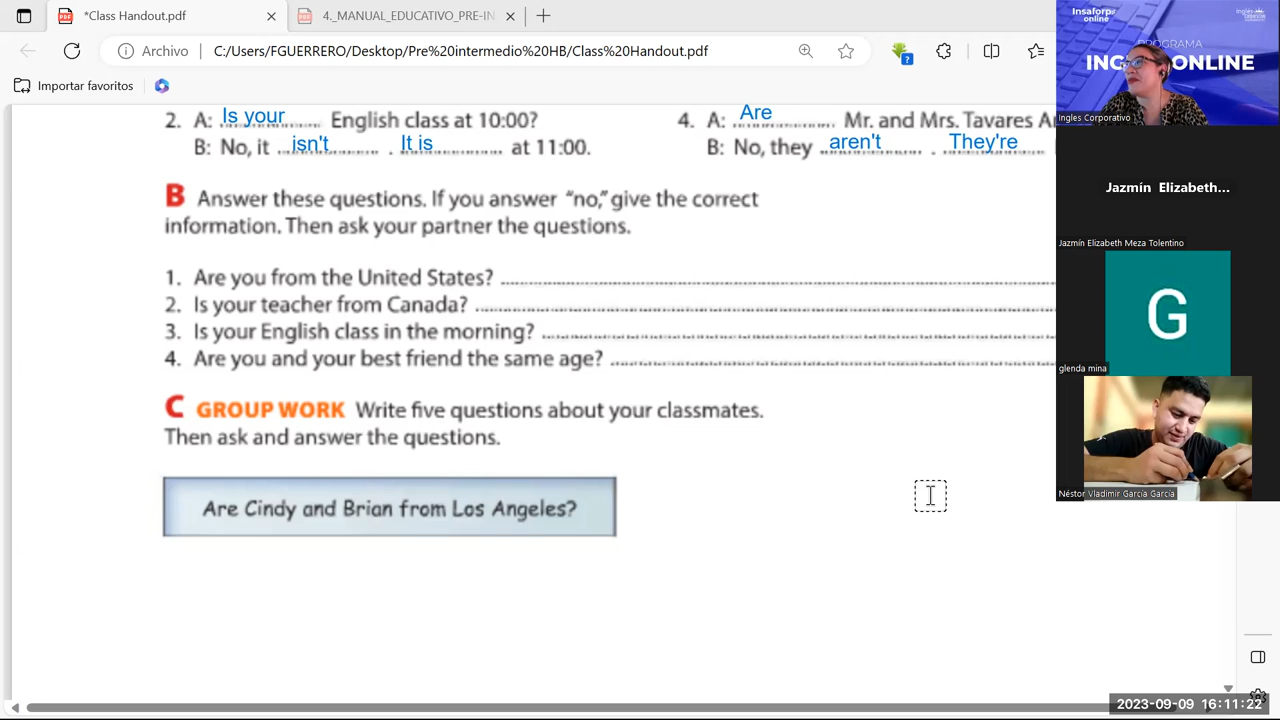 *Class Handout.pdf
4._MANUAL_EDUCATIVO_PRE-IN
Archivo
C:/Users/FGUERRERO/Desktop/Pre%20intermedio%20HB/Class%20Handout.pdf
Importar favoritos
2. A: Is your English class at 10:00?
B: No, it isn't. It is at 11:00.
4. A: Are Mr. and Mrs. Tavares A
B: No, they aren't. They're
B Answer these questions. If you answer “no,” give the correct
information. Then ask your partner the questions.
1. Are you from the United States?
2. Is your teacher from Canada?
3. Is your English class in the morning?
4. Are you and your best friend the same age?
C GROUP WORK Write five questions about your classmates.
Then ask and answer the questions.
Are Cindy and Brian from Los Angeles?
Insaforp
online
PROGRAMA
ONLINE
Ingles Corporativo
Jazmín Elizabeth...
Jazmín Elizabeth Meza Tolentino
G
glenda mina
Néstor Vladimir García García
2023-09-09 16:11:22